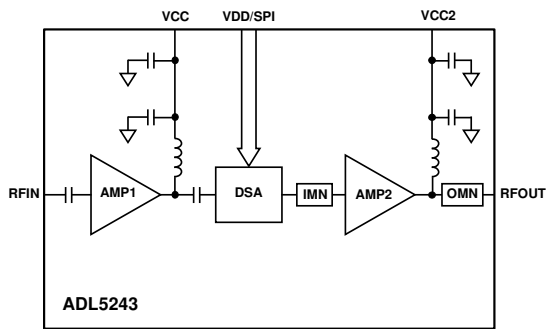 VCC
VDD/SPI
VCC2
RFIN
AMP1
DSA
IMN
AMP2
OMN
RFOUT
ADL5243